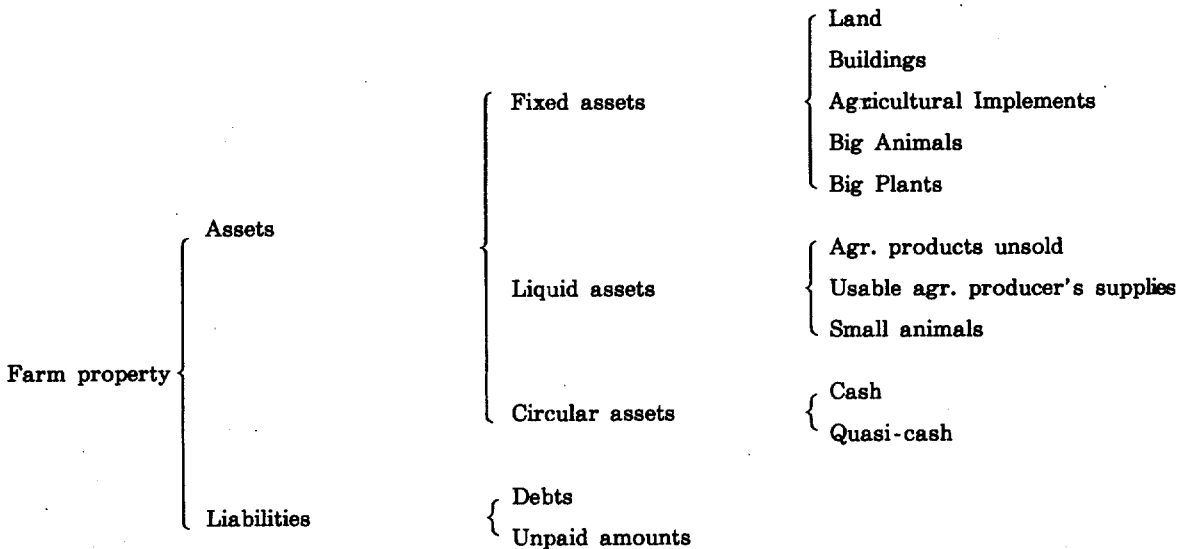 Land
Buildings
Fixed assets
Agricultural Implements
Big Animals
Big Plants
Assets
Agr. products unsold
Liquid assets
Usable agr. producer's supplies
Small animals
Farm property
Cash
Circular assets
Quasi-cash
Debts
Liabilities
Unpaid amounts